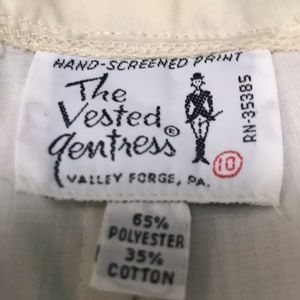 HAND-SCREENED PRINT
The
Vested
Gentress®
VALLEY FORGE, PA.
RN-35385
10
65%
POLYESTER
35%
COTTON